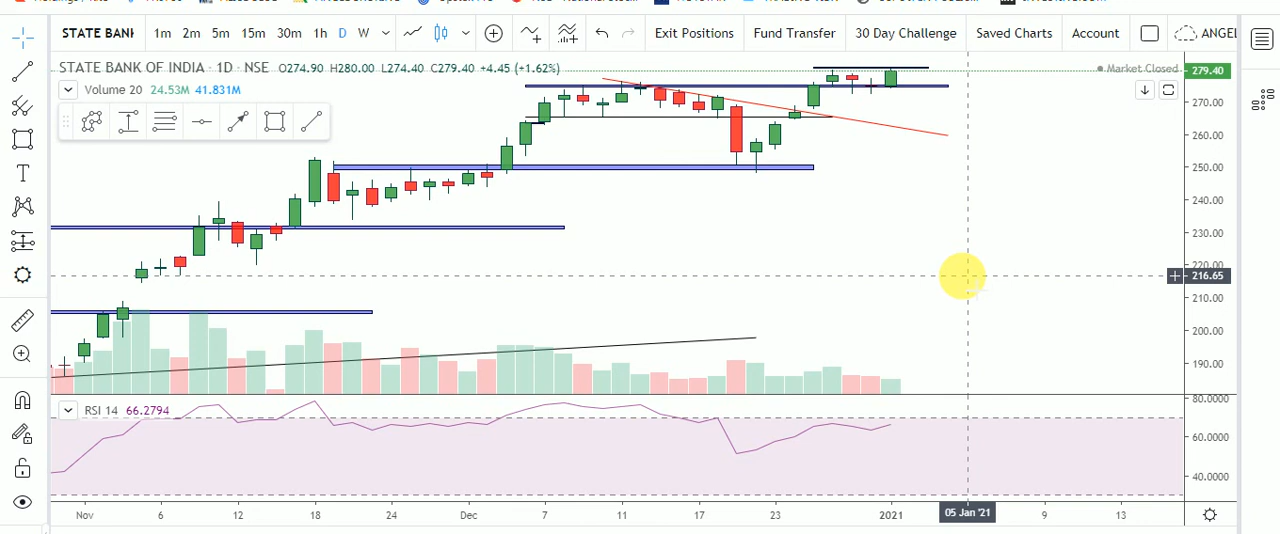 STATE BANK 1m 2m 5m 15m 30m 1h D W Exit Positions Fund Transfer 30 Day Challenge Saved Charts Account ANGEL
STATE BANK OF INDIA · 1D · NSE O274.90 H280.00 L274.40 C279.40 +4.45 (+1.62%) Market Closed 279.40
Volume 20 24.53M 41.831M
270.00
260.00
250.00
240.00
230.00
220.00
216.65
210.00
200.00
190.00
RSI 14 66.2794
80.0000
60.0000
40.0000
Nov 6 12 18 24 Dec 7 11 17 23 2021 05 Jan '21 9 13